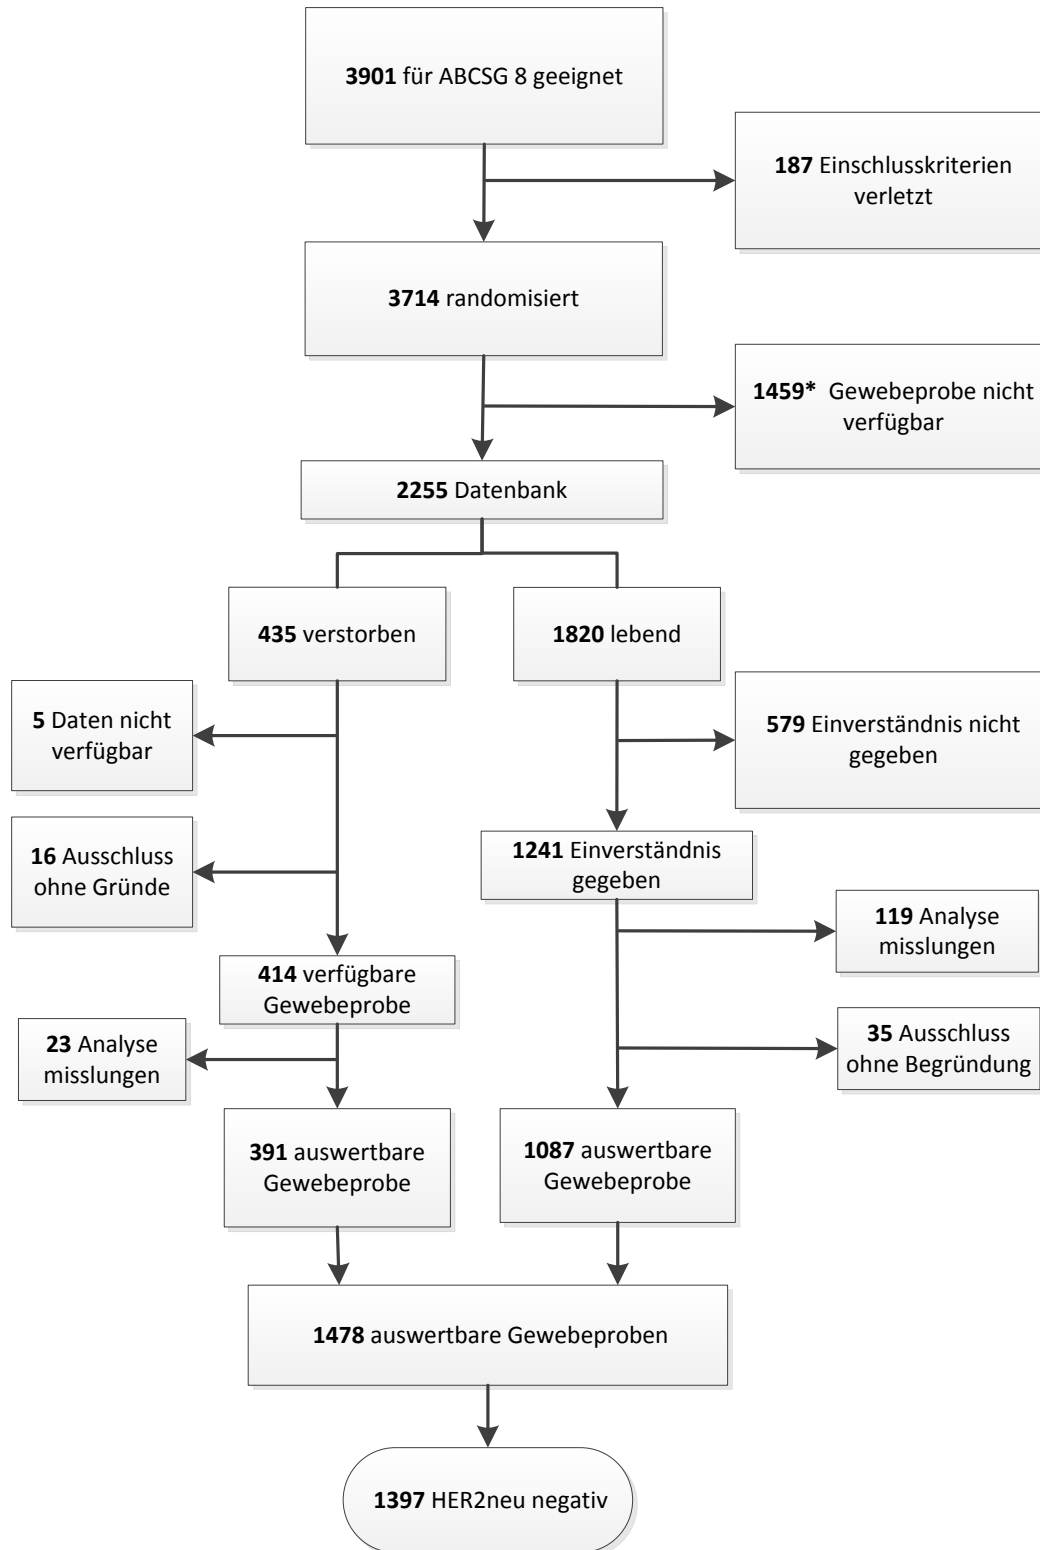 3901 für ABCSG 8 geeignet
187 Einschlusskriterien
verletzt
3714 randomisiert
1459* Gewebeprobe nicht
verfügbar
2255 Datenbank
435 verstorben
1820 lebend
5 Daten nicht
verfügbar
579 Einverständnis nicht
gegeben
16 Ausschluss
ohne Gründe
1241 Einverständnis
gegeben
119 Analyse
misslungen
414 verfügbare
Gewebeprobe
23 Analyse
misslungen
35 Ausschluss
ohne Begründung
391 auswertbare
Gewebeprobe
1087 auswertbare
Gewebeprobe
1478 auswertbare Gewebeproben
1397 HER2neu negativ